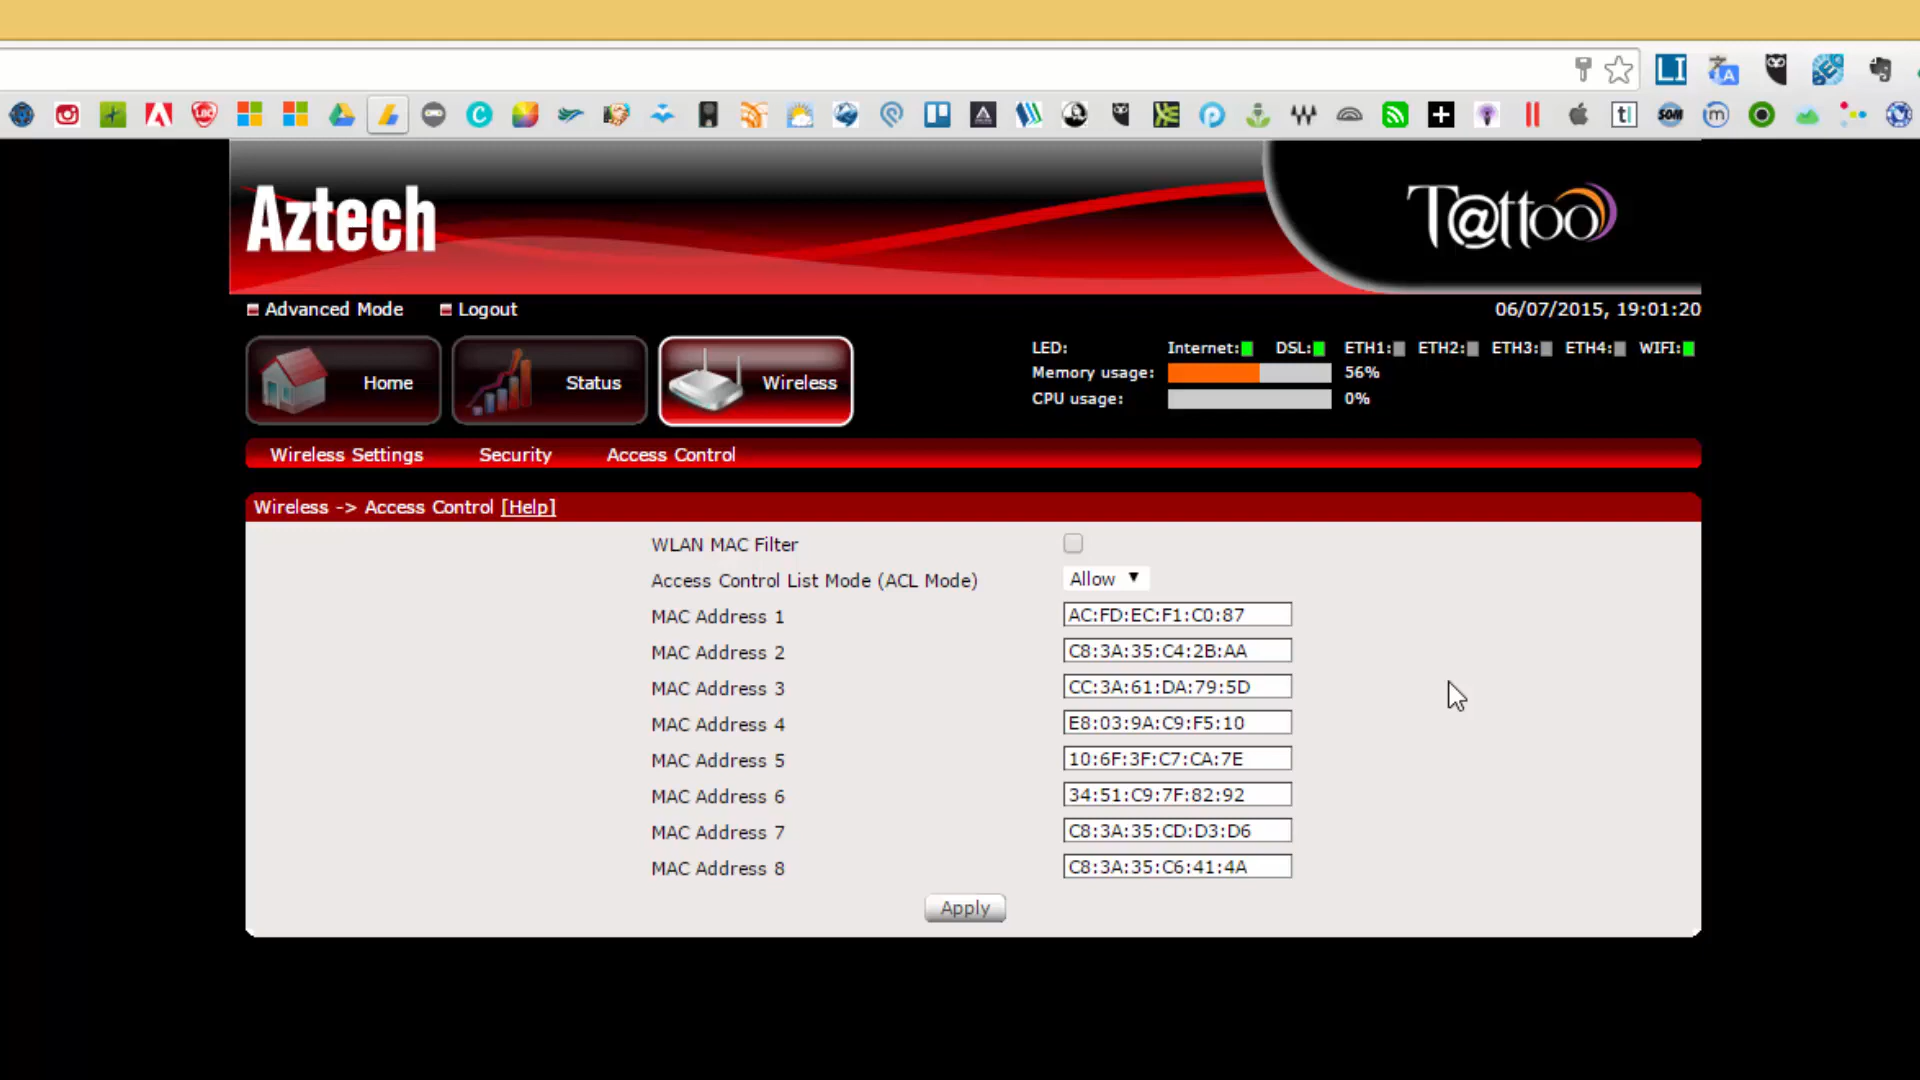 LI
tl
SOM
m
Aztech
T@ttoo
Advanced Mode Logout 06/07/2015, 19:01:20
Home Status Wireless
LED: Internet: DSL: ETH1: ETH2: ETH3: ETH4: WIFI:
Memory usage: 56%
CPU usage: 0%
Wireless Settings Security Access Control
Wireless -> Access Control [Help]
WLAN MAC Filter
Access Control List Mode (ACL Mode) Allow
MAC Address 1 AC:FD:EC:F1:C0:87
MAC Address 2 C8:3A:35:C4:2B:AA
MAC Address 3 CC:3A:61:DA:79:5D
MAC Address 4 E8:03:9A:C9:F5:10
MAC Address 5 10:6F:3F:C7:CA:7E
MAC Address 6 34:51:C9:7F:82:92
MAC Address 7 C8:3A:35:CD:D3:D6
MAC Address 8 C8:3A:35:C6:41:4A
Apply